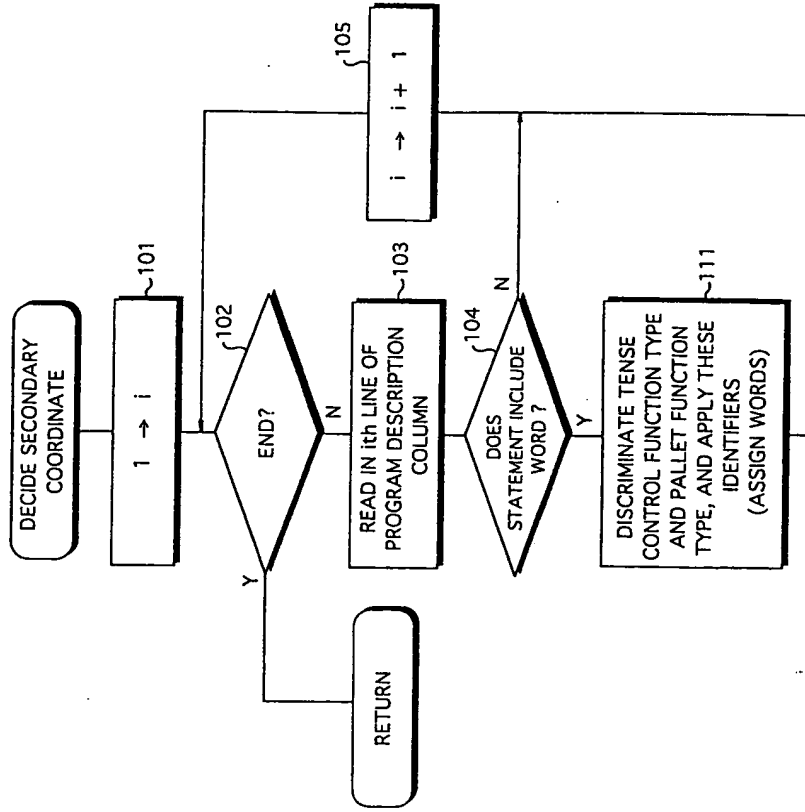 DECIDE SECONDARY
COORDINATE
101
1 → i
102
END?
Y
N
RETURN
103
READ IN ith LINE OF
PROGRAM DESCRIPTION
COLUMN
104
DOES
STATEMENT INCLUDE
WORD ?
N
Y
105
i → i + 1
111
DISCRIMINATE TENSE
CONTROL FUNCTION TYPE
AND PALLET FUNCTION
TYPE, AND APPLY THESE
IDENTIFIERS
(ASSIGN WORDS)